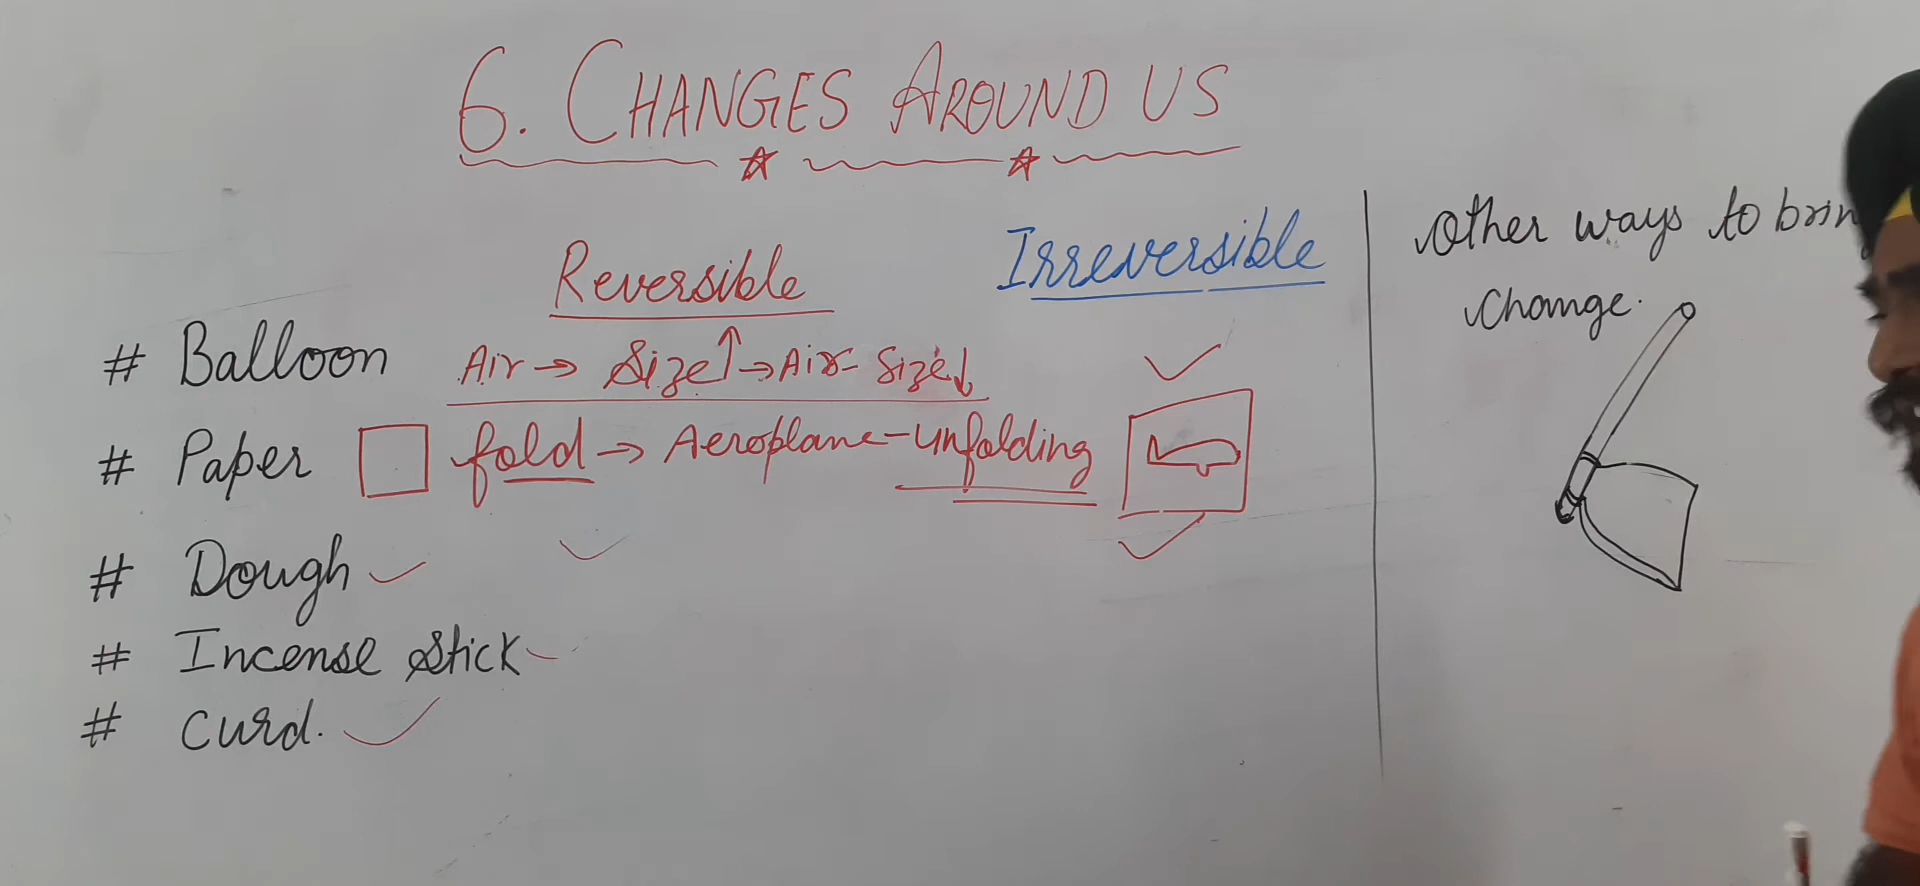 6. CHANGES AROUND US
Reversible
Irreversible
# Balloon Air → Size↑ → Air - Size↓
# Paper fold → Aeroplane - unfolding
# Dough
# Incense Stick
# Curd.
Other ways to
Change.